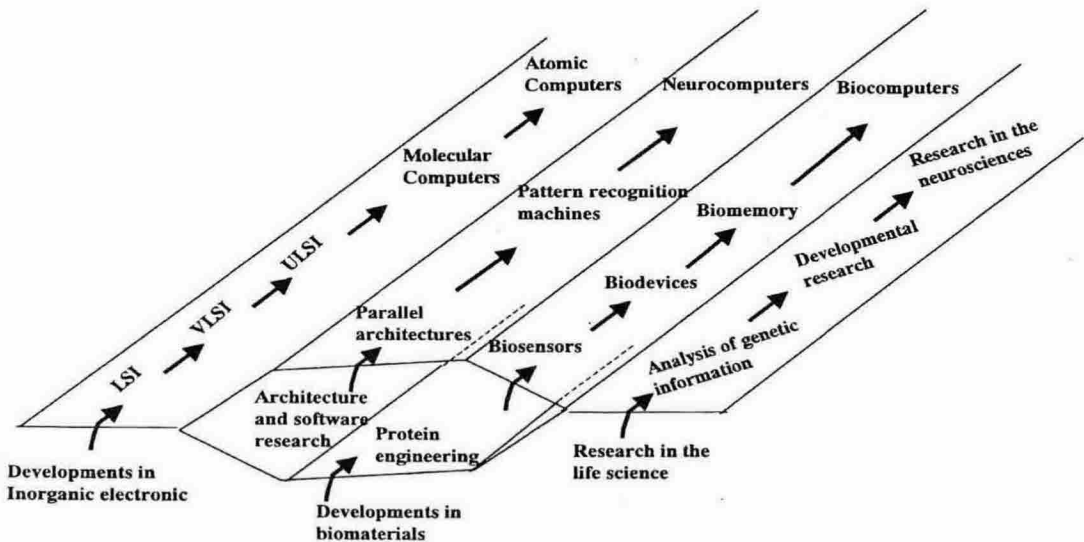 Atomic
Computers
Neurocomputers
Biocomputers
Molecular
Computers
Pattern recognition
machines
Research in the
neurosciences
Biomemory
ULSI
Developmental
research
VLSI
Parallel
architectures
Biodevices
Biosensors
Analysis of genetic
information
LSI
Architecture
and software
research
Protein
engineering
Developments in
Inorganic electronic
Research in the
life science
Developments in
biomaterials